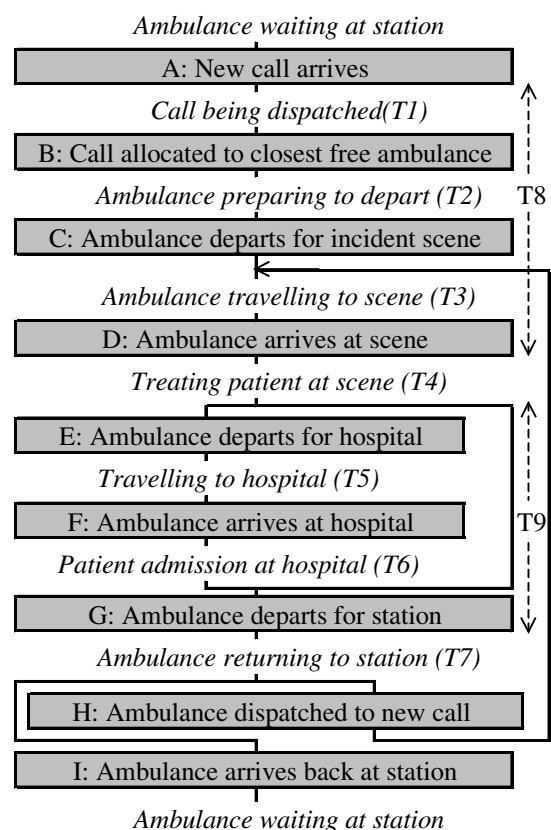 Ambulance waiting at station
A: New call arrives
Call being dispatched(T1)
B: Call allocated to closest free ambulance
Ambulance preparing to depart (T2)
T8
C: Ambulance departs for incident scene
Ambulance travelling to scene (T3)
D: Ambulance arrives at scene
Treating patient at scene (T4)
E: Ambulance departs for hospital
Travelling to hospital (T5)
F: Ambulance arrives at hospital
T9
Patient admission at hospital (T6)
G: Ambulance departs for station
Ambulance returning to station (T7)
H: Ambulance dispatched to new call
I: Ambulance arrives back at station
Ambulance waiting at station